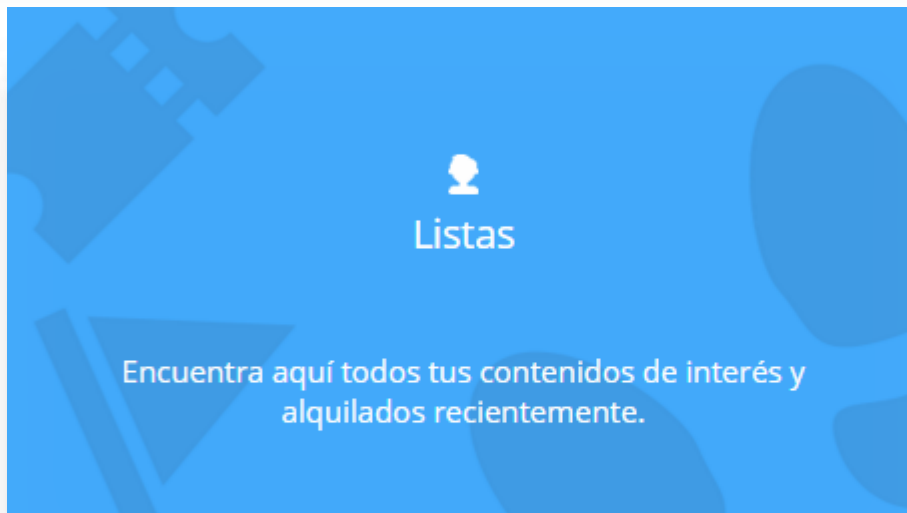 Listas
Encuentra aquí todos tus contenidos de interés y
alquilados recientemente.